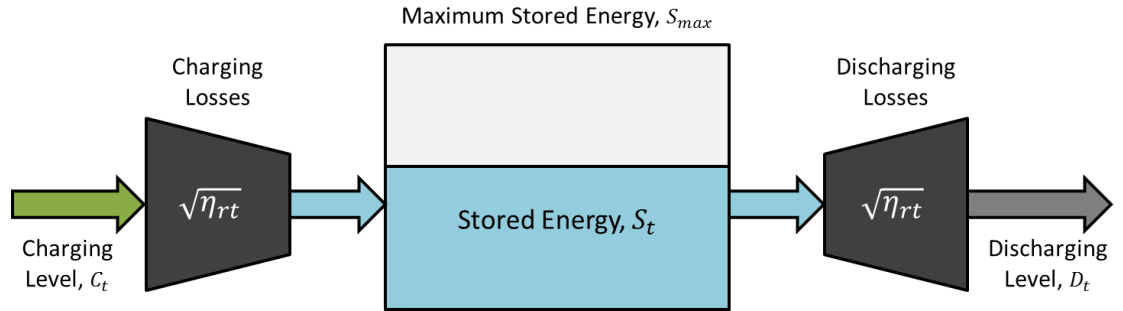 Maximum Stored Energy, S_max
Charging
Losses
Discharging
Losses
√η_rt
Stored Energy, S_t
√η_rt
Charging
Level, C_t
Discharging
Level, D_t